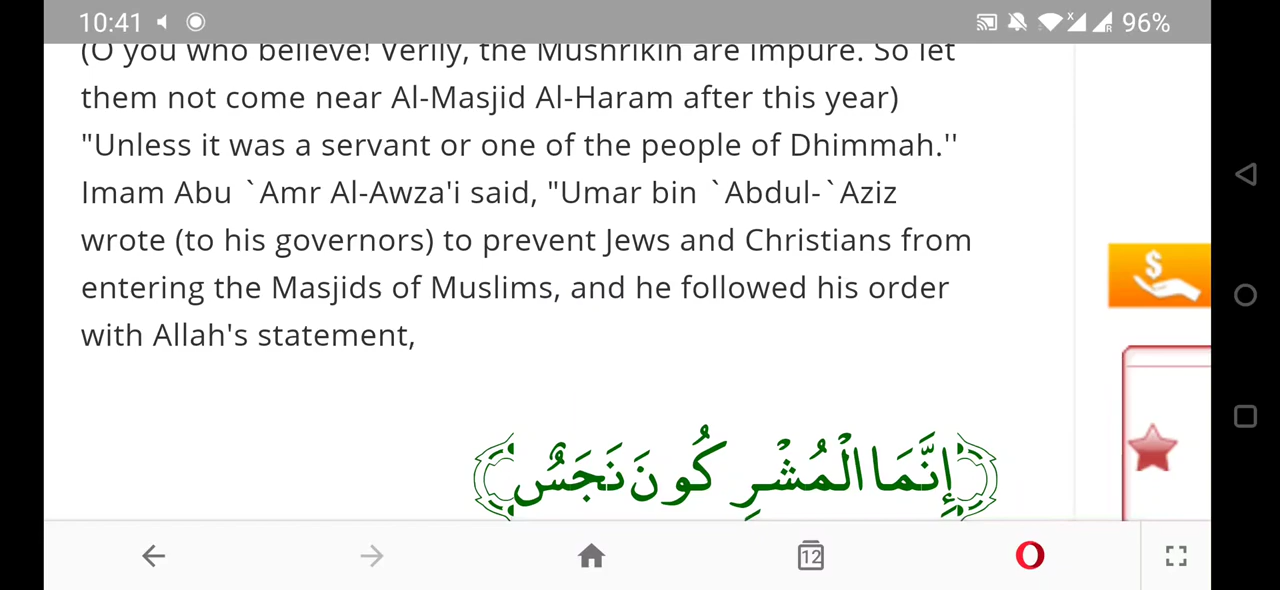 10:41 96%
(O you who believe! Verily, the Mushrikin are impure. So let
them not come near Al-Masjid Al-Haram after this year)
"Unless it was a servant or one of the people of Dhimmah.''
Imam Abu `Amr Al-Awza'i said, "Umar bin `Abdul-`Aziz
wrote (to his governors) to prevent Jews and Christians from
entering the Masjids of Muslims, and he followed his order
with Allah's statement,
﴿إِنَّمَا الْمُشْرِكُونَ نَجَسٌ﴾
12